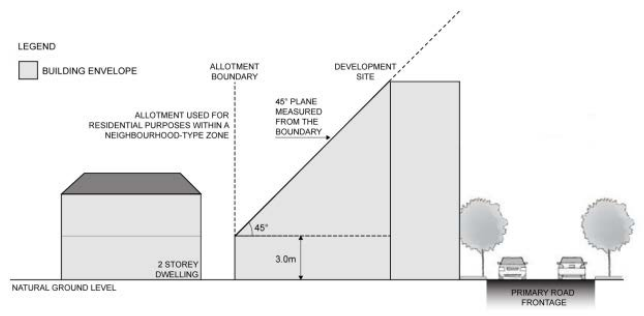 LEGEND
BUILDING ENVELOPE
ALLOTMENT
BOUNDARY
DEVELOPMENT
SITE
ALLOTMENT USED FOR
RESIDENTIAL PURPOSES WITHIN A
NEIGHBOURHOOD-TYPE ZONE
45° PLANE
MEASURED
FROM THE
BOUNDARY
45°
3.0m
2 STOREY
DWELLING
NATURAL GROUND LEVEL
PRIMARY ROAD
FRONTAGE